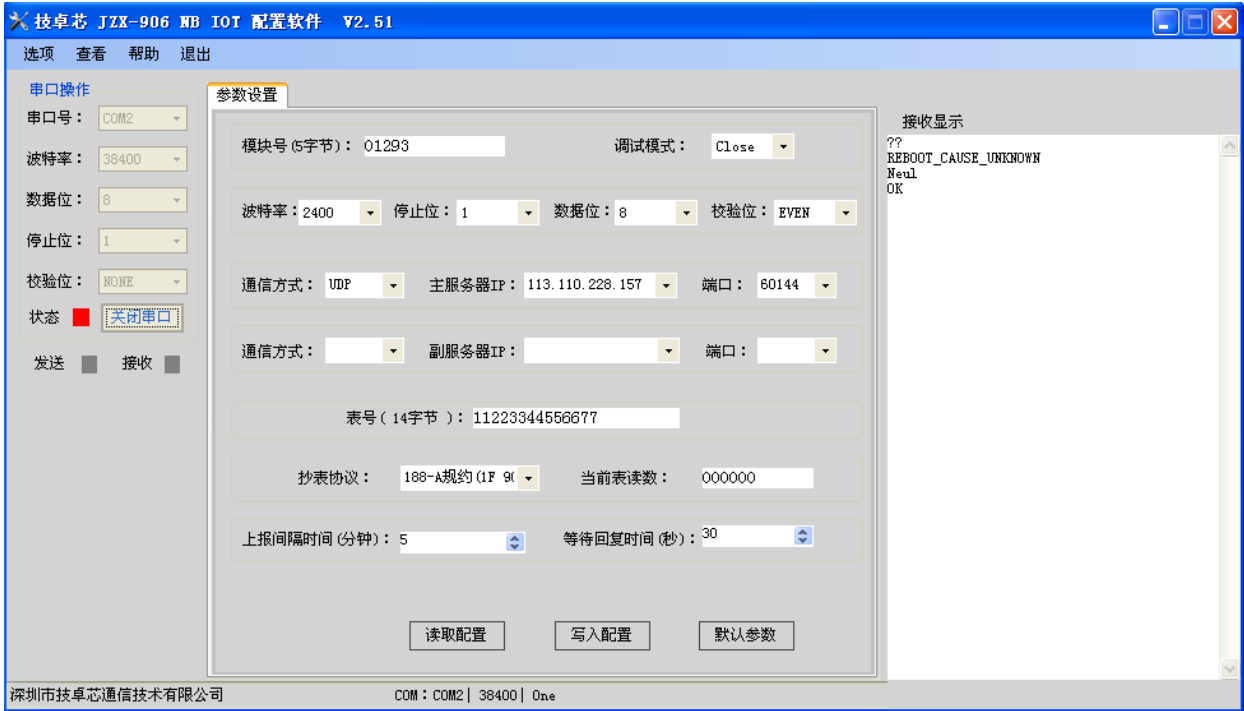 技卓芯 JZX-906 NB IOT 配置软件 V2.51
选项 查看 帮助 退出
串口操作
串口号： COM2
波特率： 38400
数据位： 8
停止位： 1
校验位： NONE
状态 关闭串口
发送 接收
参数设置
模块号(5字节)： 01293 调试模式： Close
波特率：2400 停止位：1 数据位：8 校验位：EVEN
通信方式： UDP 主服务器IP：113.110.228.157 端口： 60144
通信方式： 副服务器IP： 端口：
表号( 14字节 )：11223344556677
抄表协议： 188-A规约(1F 90 当前表读数： 000000
上报间隔时间(分钟)：5 等待回复时间(秒)：30
读取配置 写入配置 默认参数
接收显示
??
REBOOT_CAUSE_UNKNOWN
Neul
OK
深圳市技卓芯通信技术有限公司 COM：COM2| 38400| One